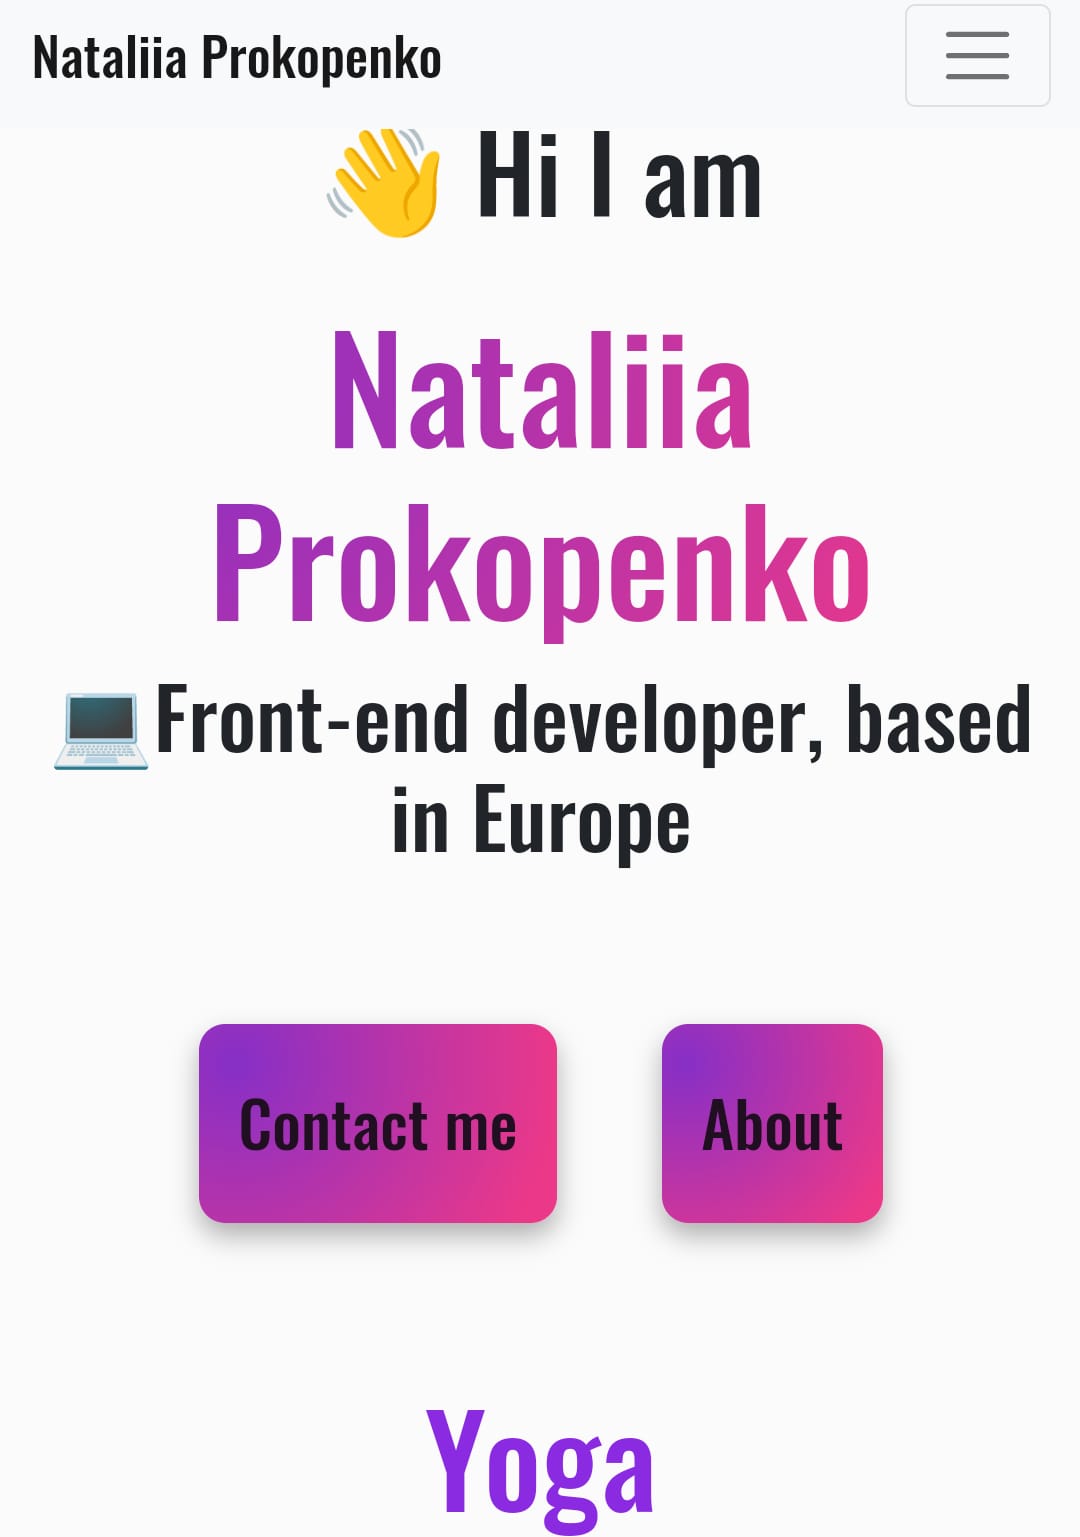 Nataliia Prokopenko
👋 Hi I am
Nataliia
Prokopenko
💻Front-end developer, based
in Europe
Contact me
About
Yoga